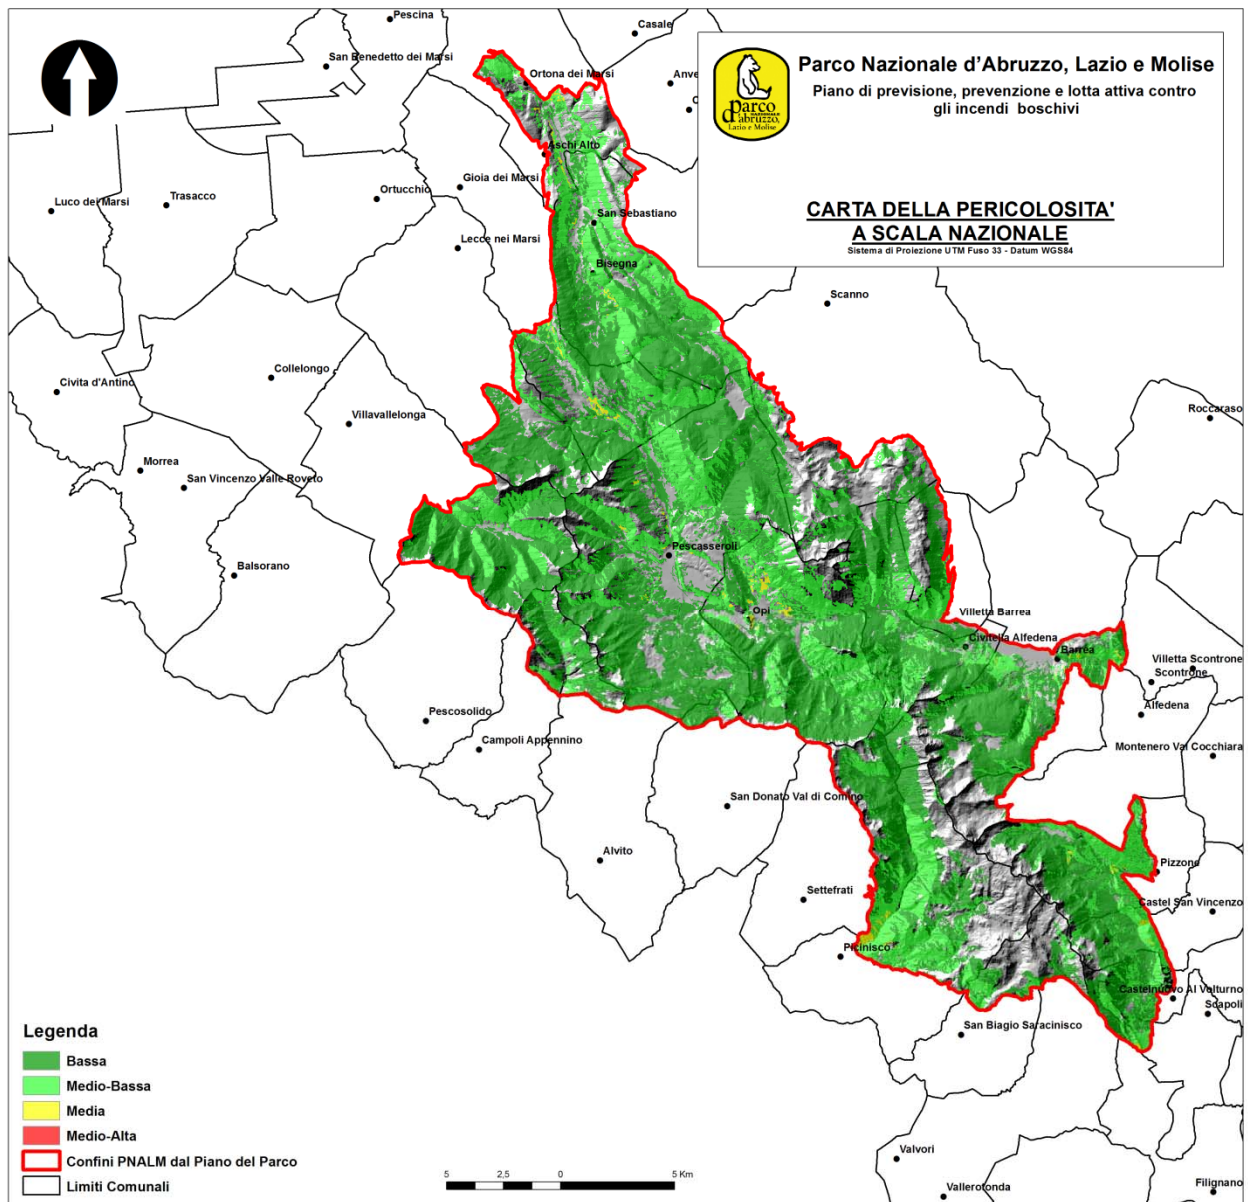 Pescina
Casale
San Benedetto dei Marsi
Ortona dei Marsi
Anve
Parco Nazionale d'Abruzzo, Lazio e Molise
Piano di previsione, prevenzione e lotta attiva contro
gli incendi boschivi
Parco
NAZIONALE
d'abruzzo,
Lazio e Molise
CARTA DELLA PERICOLOSITA'
A SCALA NAZIONALE
Sistema di Proiezione UTM Fuso 33 - Datum WGS84
Aschi Alto
Gioia dei Marsi
Ortucchio
Trasacco
Luco dei Marsi
San Sebastiano
Lecce nei Marsi
Bisegna
Scanno
Collelongo
Civita d'Antino
Villavallelonga
Roccaraso
Morrea
San Vincenzo Valle Roveto
Pescasseroli
Balsorano
Opi
Villetta Barrea
Civitella Alfedena
Barrea
Villetta Scontrone
Scontrone
Alfedena
Pescosolido
Campoli Appennino
Montenero Val Cocchiara
San Donato Val di Comino
Alvito
Pizzone
Settefrati
Castel San Vincenzo
Picinisco
Castelnuovo Al Volturno
Scapoli
San Biagio Saracinisco
Legenda
Bassa
Medio-Bassa
Media
Medio-Alta
Confini PNALM dal Piano del Parco
Limiti Comunali
5 2,5 0 5 Km
Valvori
Vallerotonda
Filignano